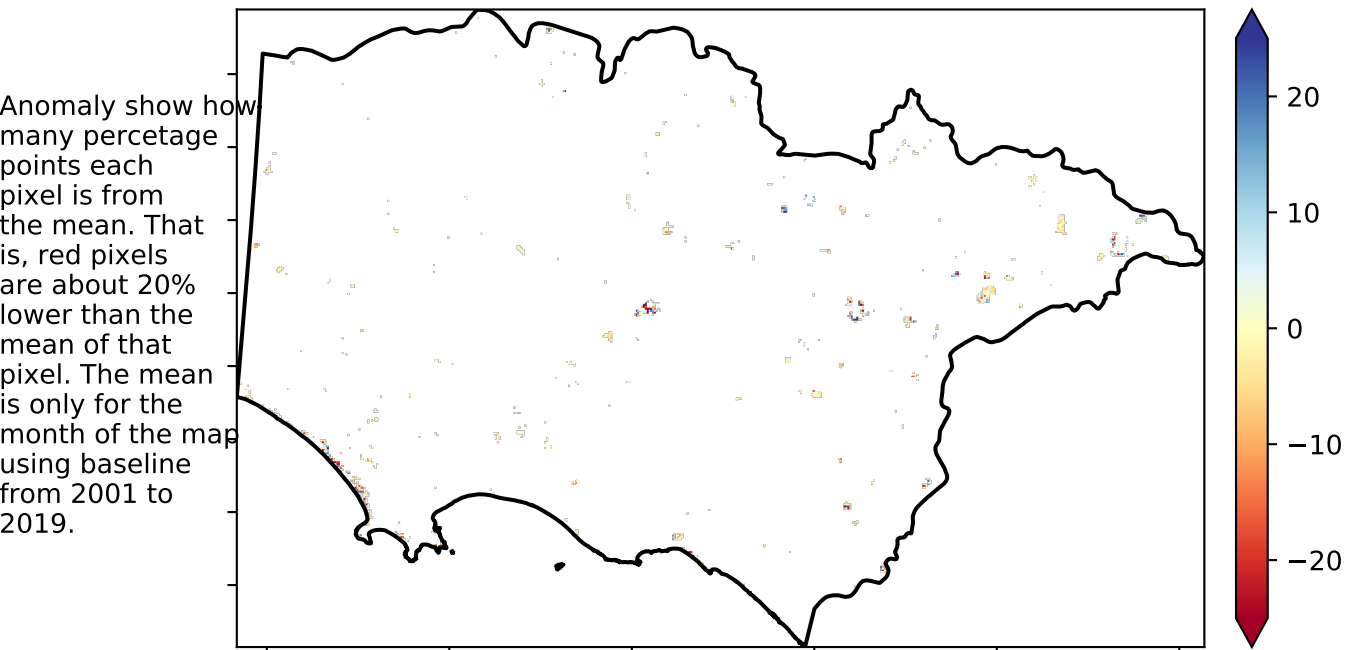 Anomaly show how
many percetage
points each
pixel is from
the mean. That
is, red pixels
are about 20%
lower than the
mean of that
pixel. The mean
is only for the
month of the map
using baseline
from 2001 to
2019.
20
10
0
−10
−20